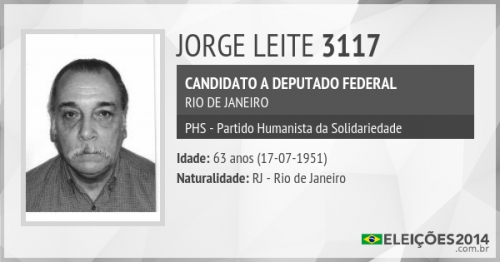 JORGE LEITE 3117
CANDIDATO A DEPUTADO FEDERAL
RIO DE JANEIRO
PHS - Partido Humanista da Solidariedade
Idade: 63 anos (17-07-1951)
Naturalidade: RJ - Rio de Janeiro
ELEIÇÕES2014
.com.br